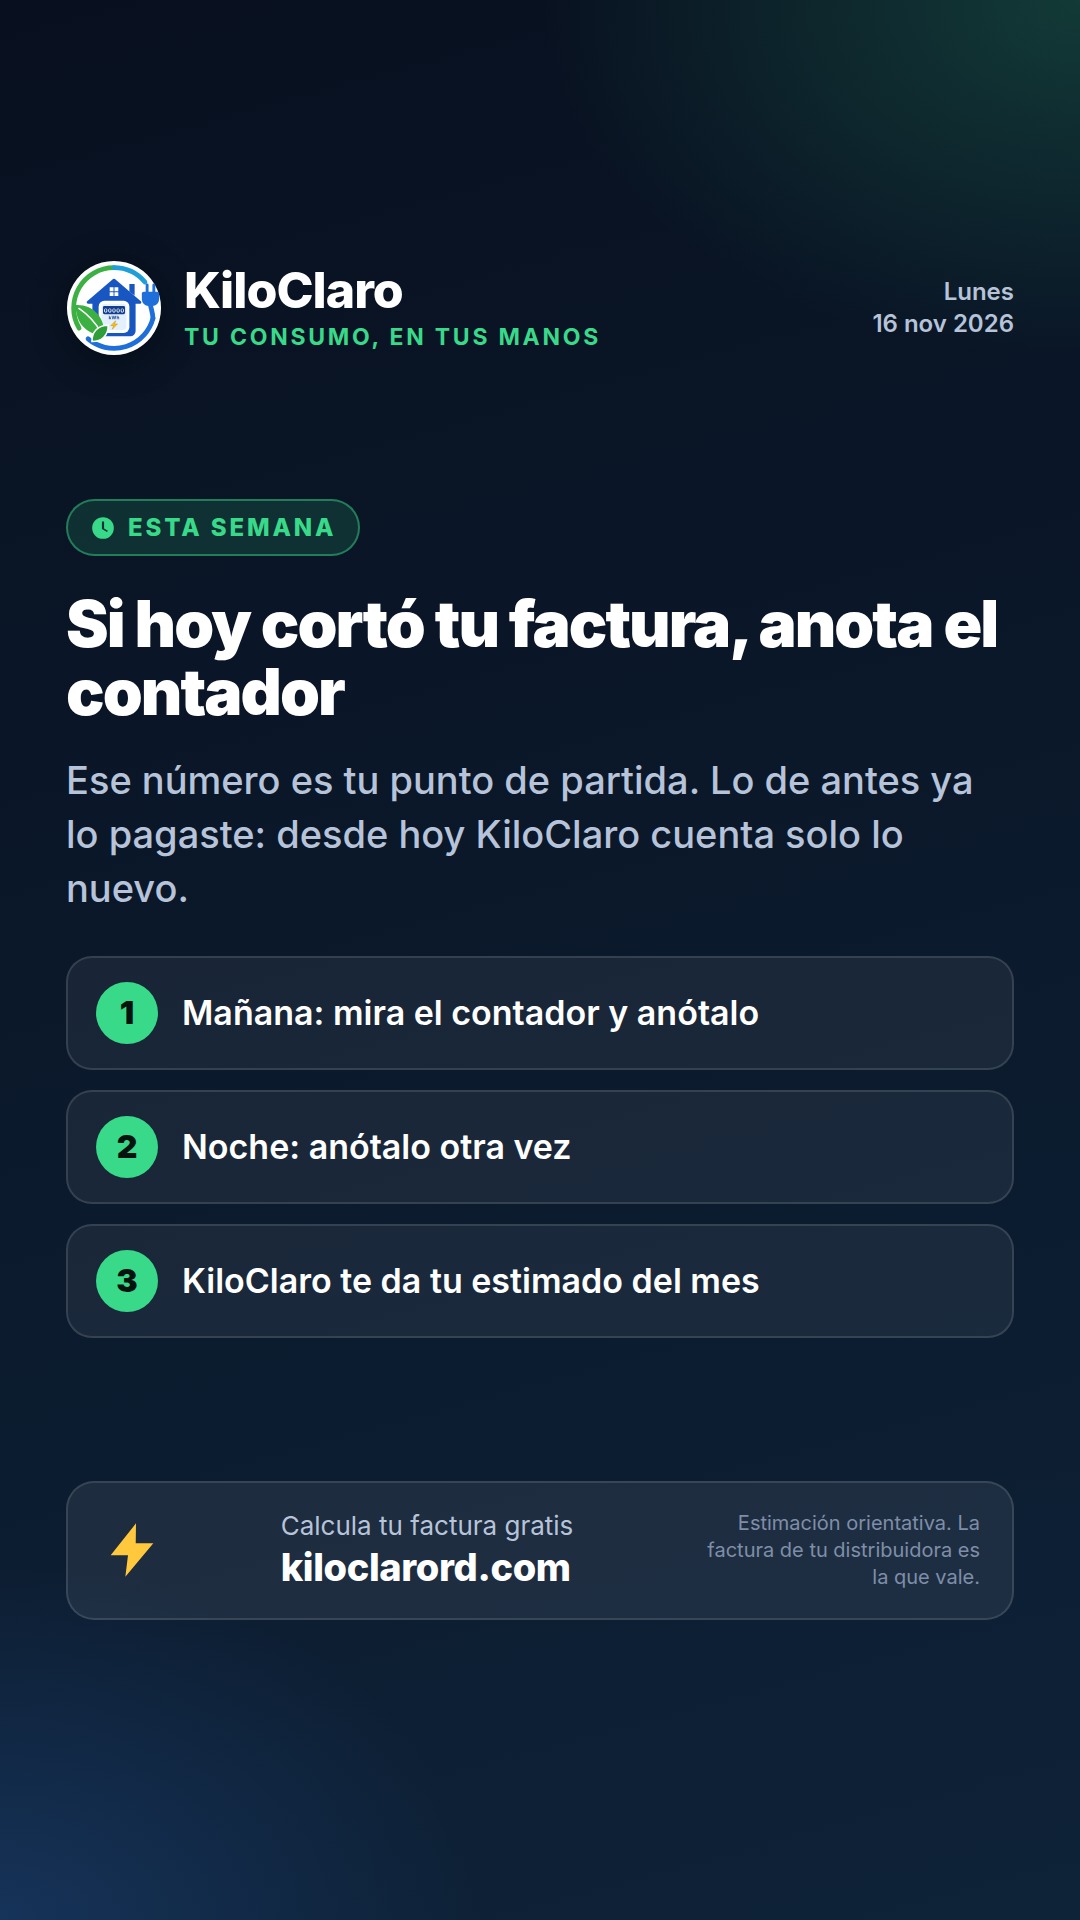 KiloClaro
TU CONSUMO, EN TUS MANOS
Lunes
16 nov 2026
ESTA SEMANA
Si hoy cortó tu factura, anota el
contador
Ese número es tu punto de partida. Lo de antes ya
lo pagaste: desde hoy KiloClaro cuenta solo lo
nuevo.
1 Mañana: mira el contador y anótalo
2 Noche: anótalo otra vez
3 KiloClaro te da tu estimado del mes
Calcula tu factura gratis
kiloclarord.com
Estimación orientativa. La
factura de tu distribuidora es
la que vale.